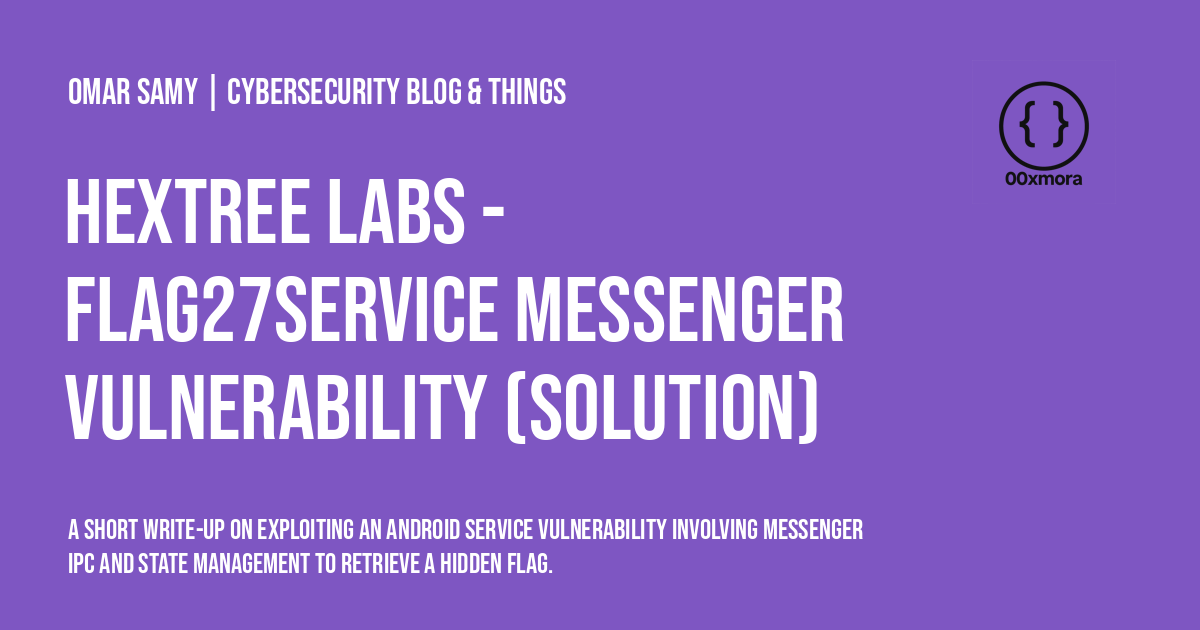 OMAR SAMY | CYBERSECURITY BLOG & THINGS
{ }
00xmora
HEXTREE LABS -
FLAG27SERVICE MESSENGER
VULNERABILITY (SOLUTION)
A SHORT WRITE-UP ON EXPLOITING AN ANDROID SERVICE VULNERABILITY INVOLVING MESSENGER
IPC AND STATE MANAGEMENT TO RETRIEVE A HIDDEN FLAG.